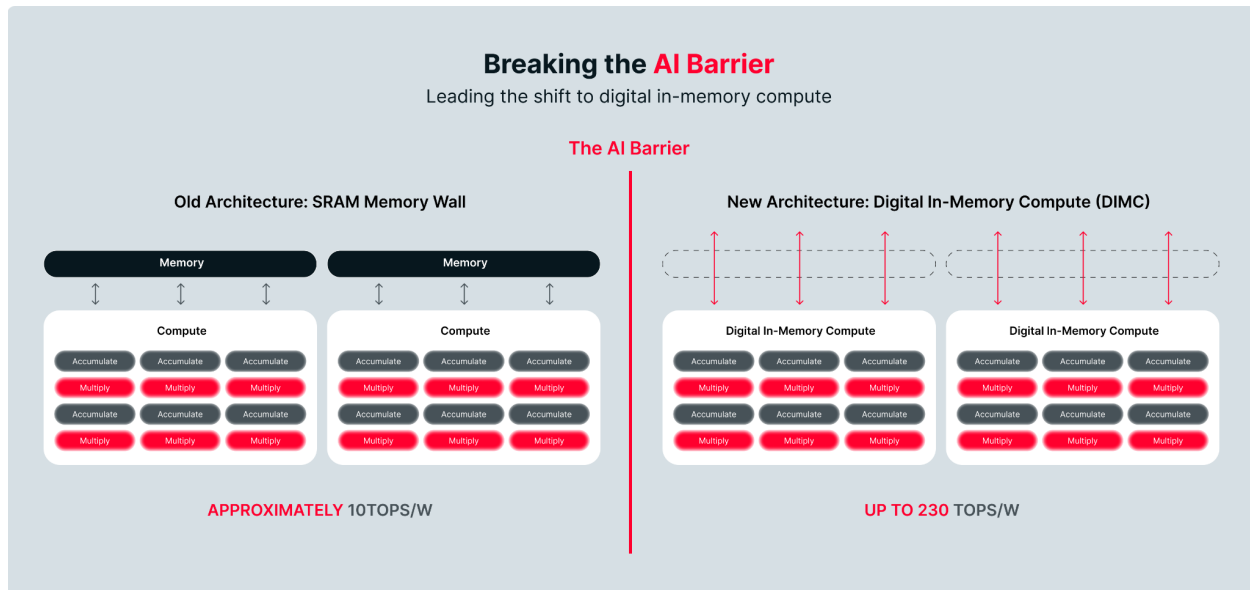 Breaking the AI Barrier
Leading the shift to digital in-memory compute
The AI Barrier
Old Architecture: SRAM Memory Wall
Memory
Memory
Compute
Accumulate Accumulate Accumulate
Multiply Multiply Multiply
Accumulate Accumulate Accumulate
Multiply Multiply Multiply
Compute
Accumulate Accumulate Accumulate
Multiply Multiply Multiply
Accumulate Accumulate Accumulate
Multiply Multiply Multiply
APPROXIMATELY 10TOPS/W
New Architecture: Digital In-Memory Compute (DIMC)
Digital In-Memory Compute
Accumulate Accumulate Accumulate
Multiply Multiply Multiply
Accumulate Accumulate Accumulate
Multiply Multiply Multiply
Digital In-Memory Compute
Accumulate Accumulate Accumulate
Multiply Multiply Multiply
Accumulate Accumulate Accumulate
Multiply Multiply Multiply
UP TO 230 TOPS/W